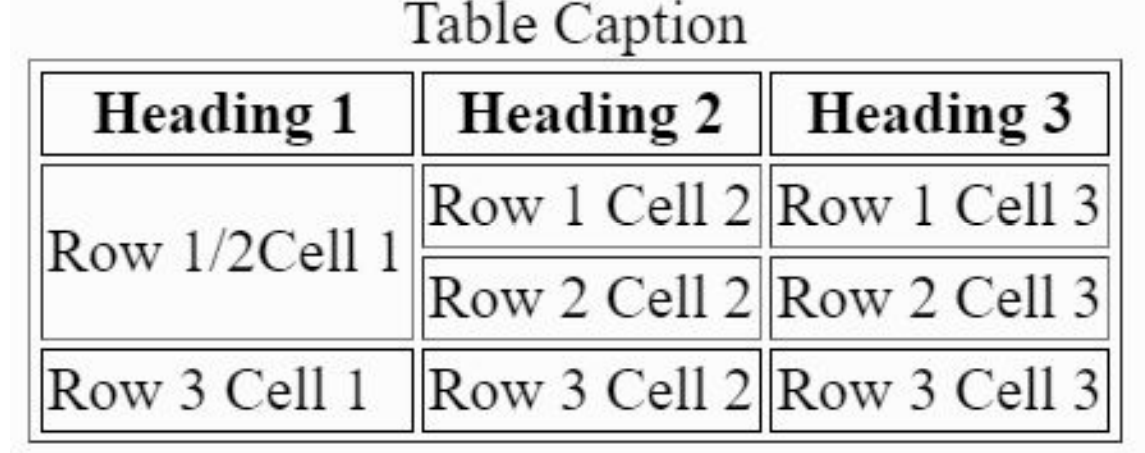 Table Caption
Heading 1 Heading 2 Heading 3
Row 1/2Cell 1 Row 1 Cell 2 Row 1 Cell 3
Row 2 Cell 2 Row 2 Cell 3
Row 3 Cell 1 Row 3 Cell 2 Row 3 Cell 3